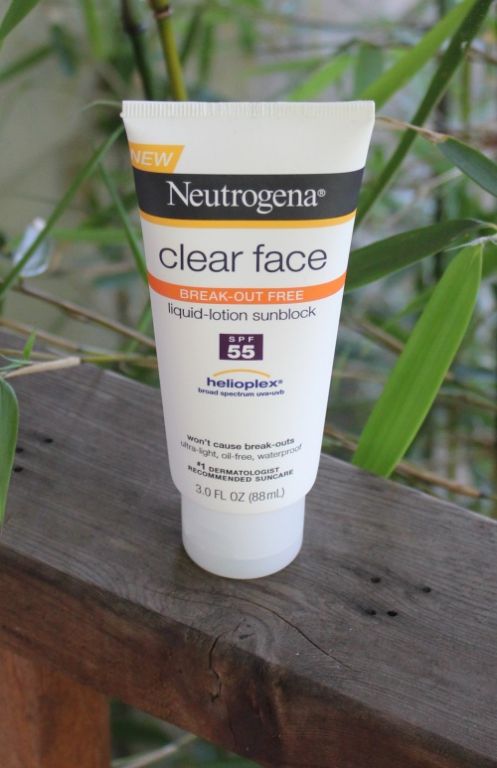 NEW
Neutrogena®
clear face
BREAK-OUT FREE
liquid-lotion sunblock
SPF
55
helioplex®
broad spectrum uva•uvb
won't cause break-outs
ultra-light, oil-free, waterproof
#1 DERMATOLOGIST
RECOMMENDED SUNCARE
3.0 FL OZ (88mL)